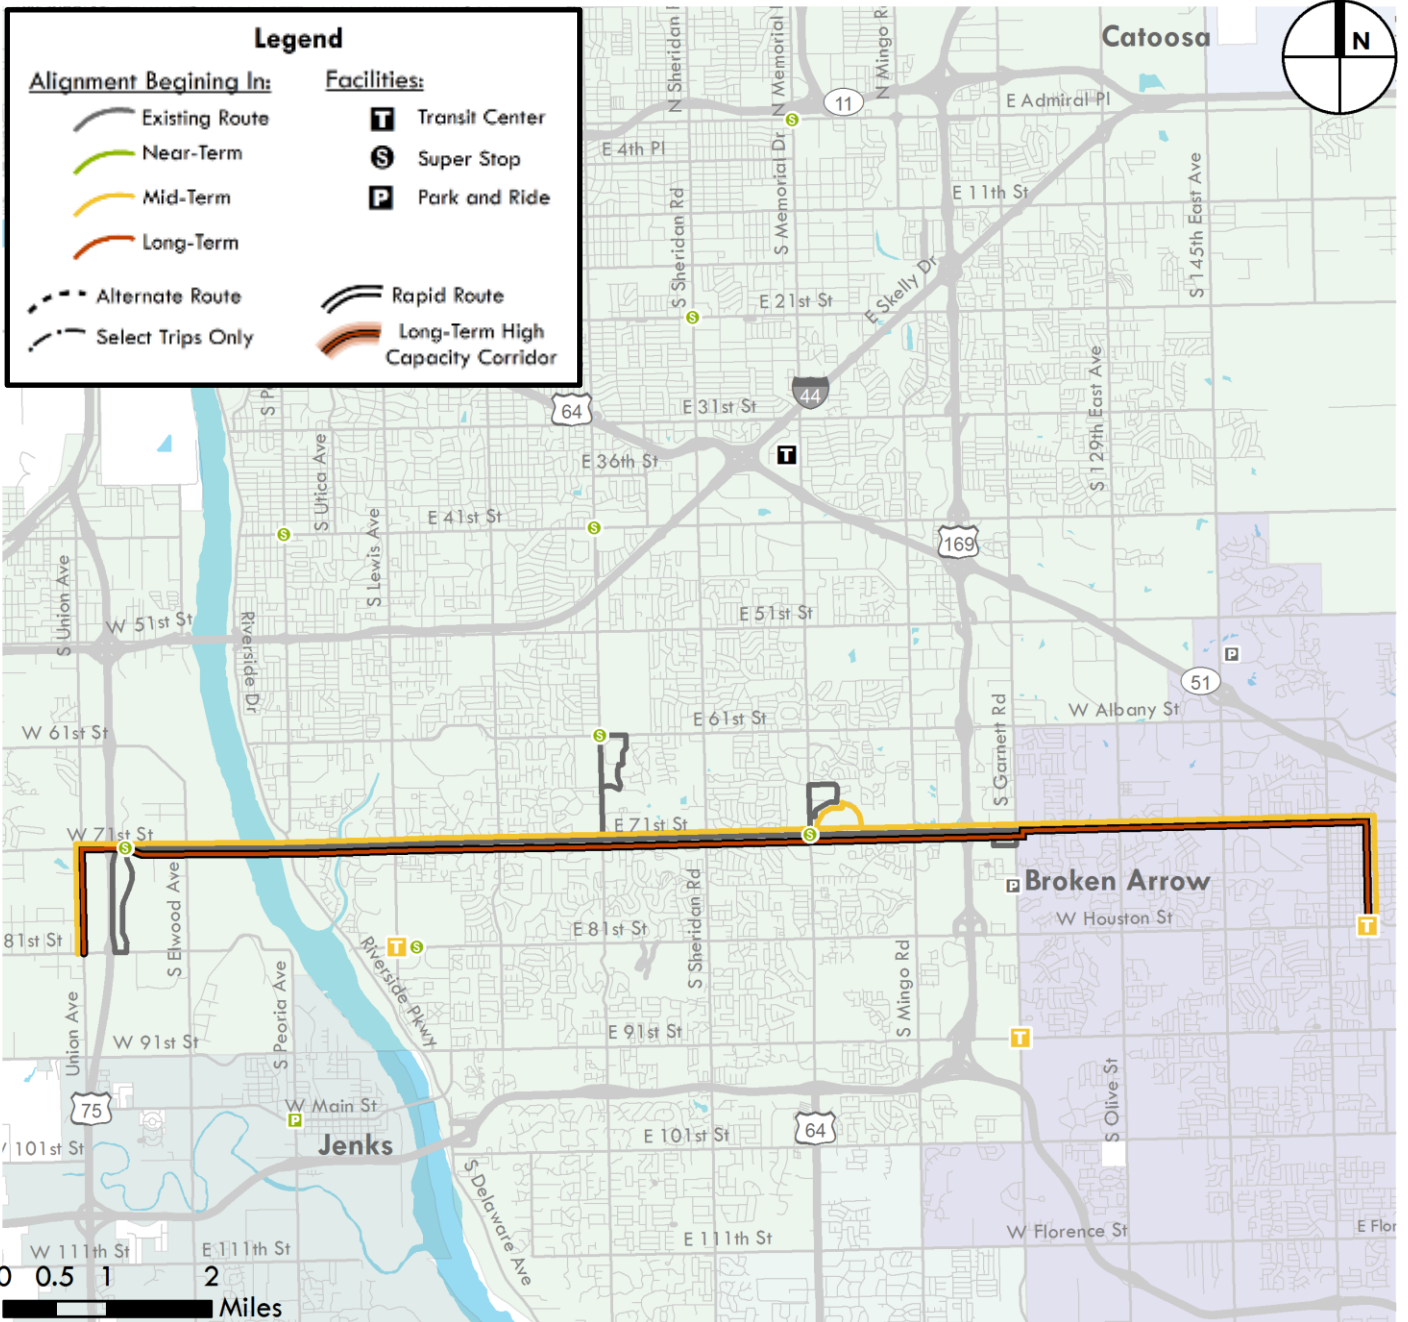 Legend
Alignment Begining In:
Existing Route
Near-Term
Mid-Term
Long-Term
Alternate Route
Select Trips Only
Facilities:
T Transit Center
S Super Stop
P Park and Ride
Rapid Route
Long-Term High
Capacity Corridor
N
Catoosa
N Memorial
N Mingo R
11
E Admiral Pl
S
E 4th Pl
E 11th St
S Memorial Dr
S Sheridan Rd
S 145th East Ave
E Skelly Dr
E 21st St
S
44
64
E 31st St
S 129th East Ave
E 36th St
T
S Utica Ave
E 41st St
S
S
S Lewis Ave
169
S Union Ave
W 51st St
E 51st St
Riverside Dr
P
51
W Albany St
W 61st St
E 61st St
S
S Garnett Rd
W 71st St
E 71st St
S
S
S Elwood Ave
S Sheridan Rd
P
Broken Arrow
81st St
E 81st St
W Houston St
T
T
S
Riverside Pkwy
S Mingo Rd
S Peoria Ave
Union Ave
W 91st St
E 91st St
T
S Olive St
75
W Main St
P
Jenks
64
101st St
E 101st St
S Delaware Ave
W 111th St
E 111th St
E 111th St
W Florence St
E Flor
0 0.5 1 2
Miles